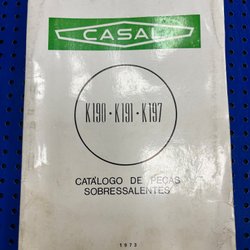 CASAL
K190 • K191 • K197
CATÁLOGO DE PEÇAS
SOBRESSALENTES
1973